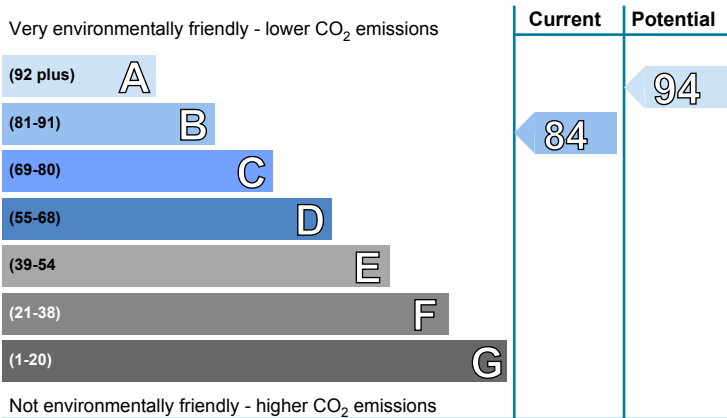 Current Potential
Very environmentally friendly - lower CO2 emissions
(92 plus) A
94
(81-91) B
84
(69-80) C
(55-68) D
(39-54 E
(21-38) F
(1-20) G
Not environmentally friendly - higher CO2 emissions